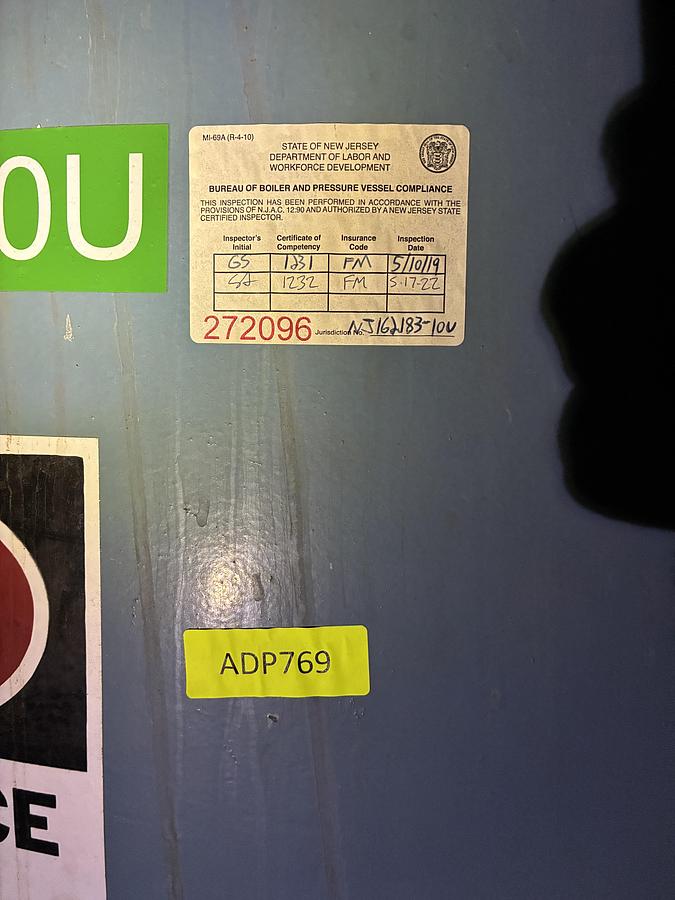 0U
MI-69A (R-4-10)
STATE OF NEW JERSEY
DEPARTMENT OF LABOR AND
WORKFORCE DEVELOPMENT
BUREAU OF BOILER AND PRESSURE VESSEL COMPLIANCE
THIS INSPECTION HAS BEEN PERFORMED IN ACCORDANCE WITH THE
PROVISIONS OF N.J.A.C. 12:90 AND AUTHORIZED BY A NEW JERSEY STATE
CERTIFIED INSPECTOR.
Inspector's Initial Certificate of Competency Insurance Code Inspection Date
GS 1231 FM 5/10/19
SA 1232 FM 5-17-22
272096 Jurisdiction No. NJ162183-10U
ADP769
CE